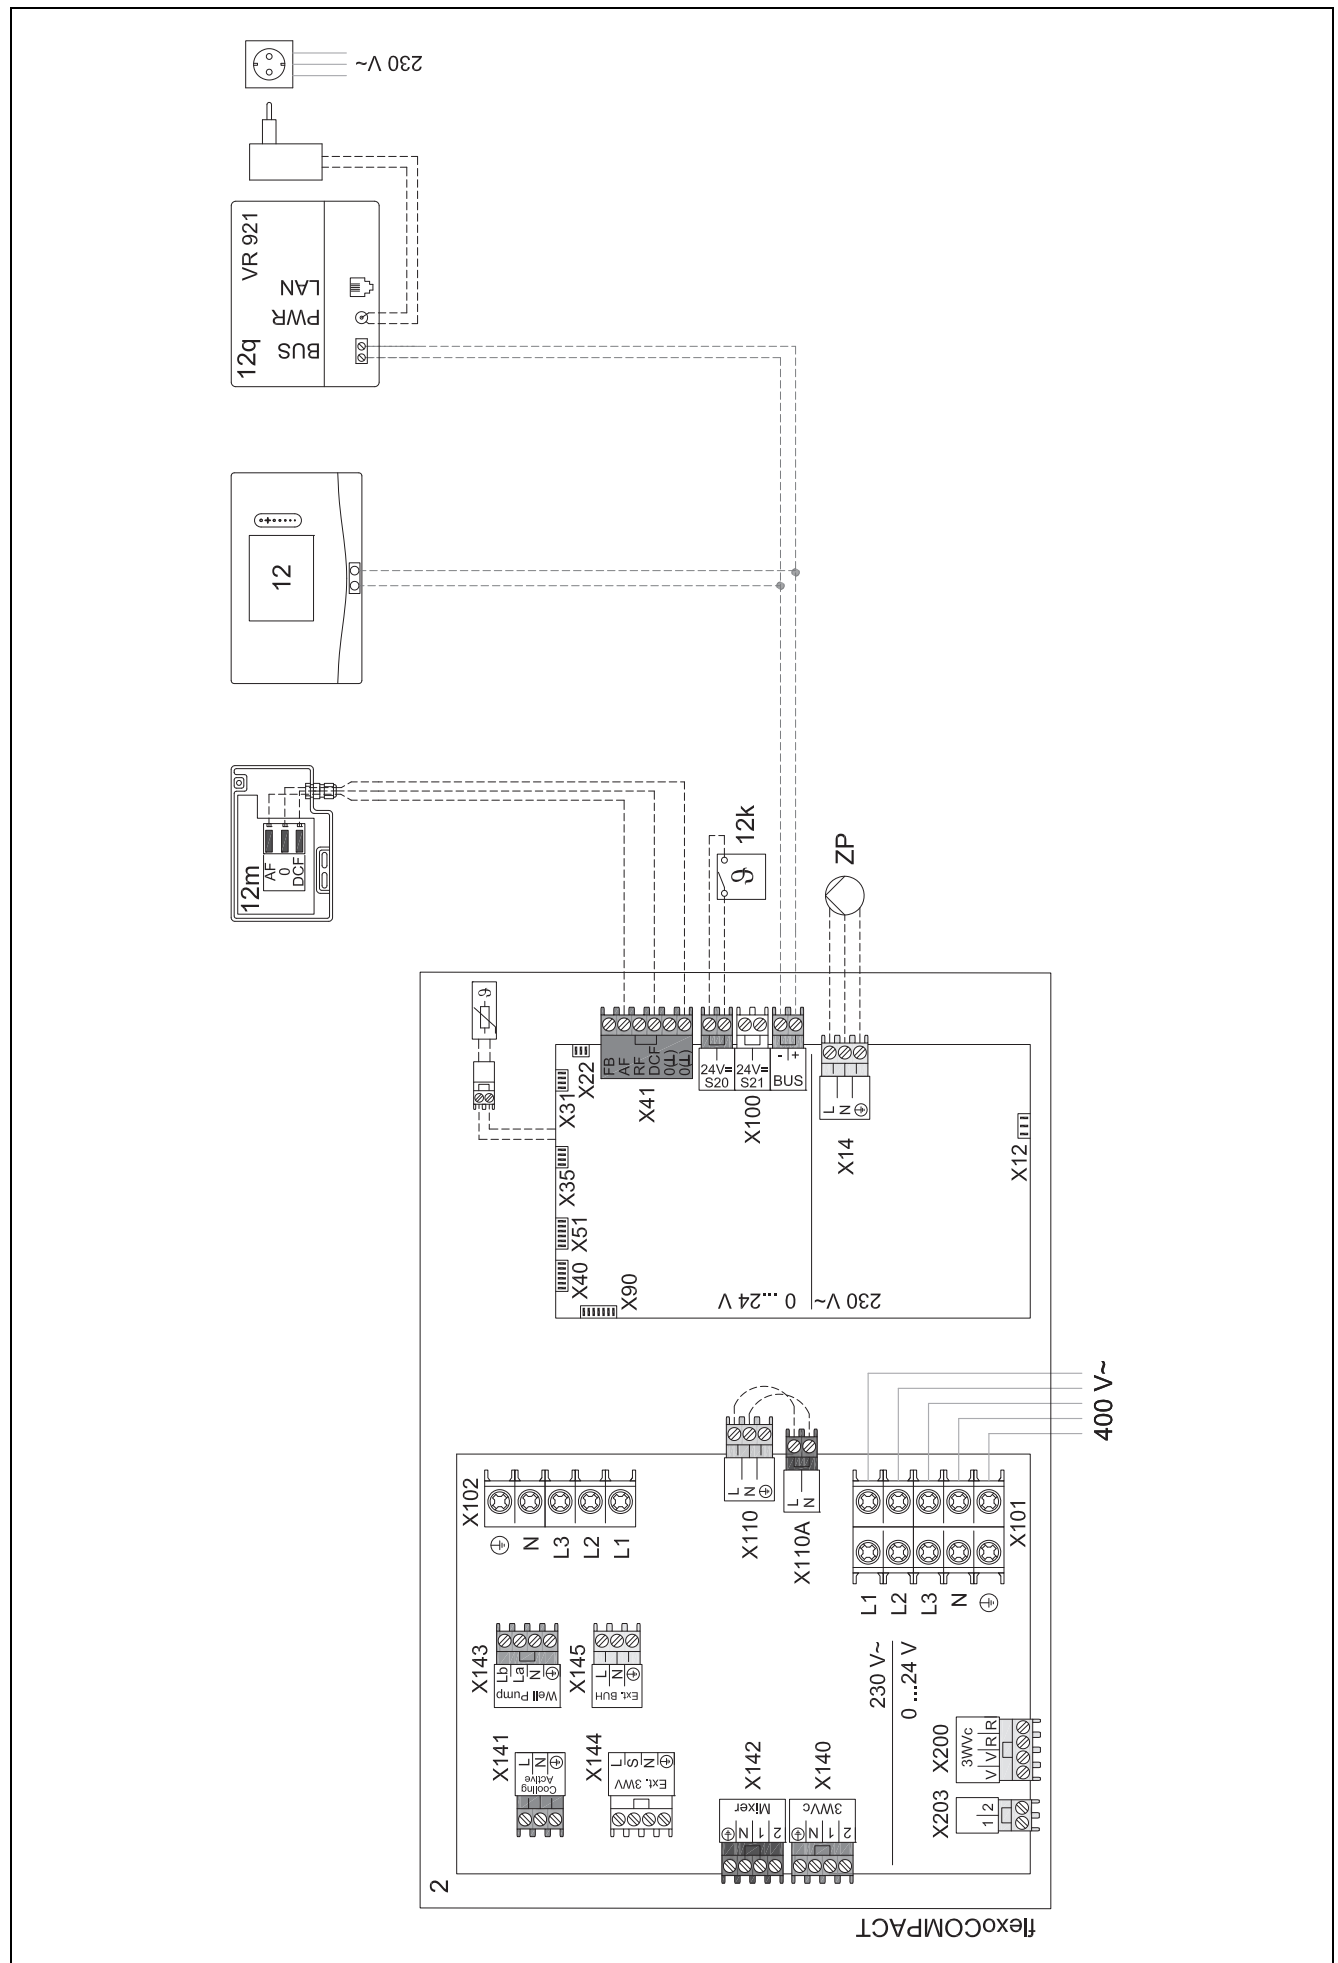 230 V~
VR 921
LAN
PWR
BUS
12q
12
12m
AF
0
DCF
12k
ϑ
ZP
ϑ
X22
X31
X35
X51
X40
X90
FB
AF
RF
DCF
0(⊥)
0(⊥)
X41
24V=
S20
24V=
S21
X100
- +
BUS
L
N
X14
X12
0 ... 24 V
230 V~
400 V~
X102
N
L3
L2
L1
L
N
X110
L
N
X110A
X101
L1
L2
L3
N
X143
Lb
La
N
Well Pump
X145
L
N
Ext. BUH
X141
L
N
Cooling
Active
X144
L
S
N
Ext. 3WV
X142
Mixer
N
1
2
X140
3WVc
N
1
2
230 V~
0 ...24 V
X200
3WVc
V V R R
X203
1 2
2
flexoCOMPACT